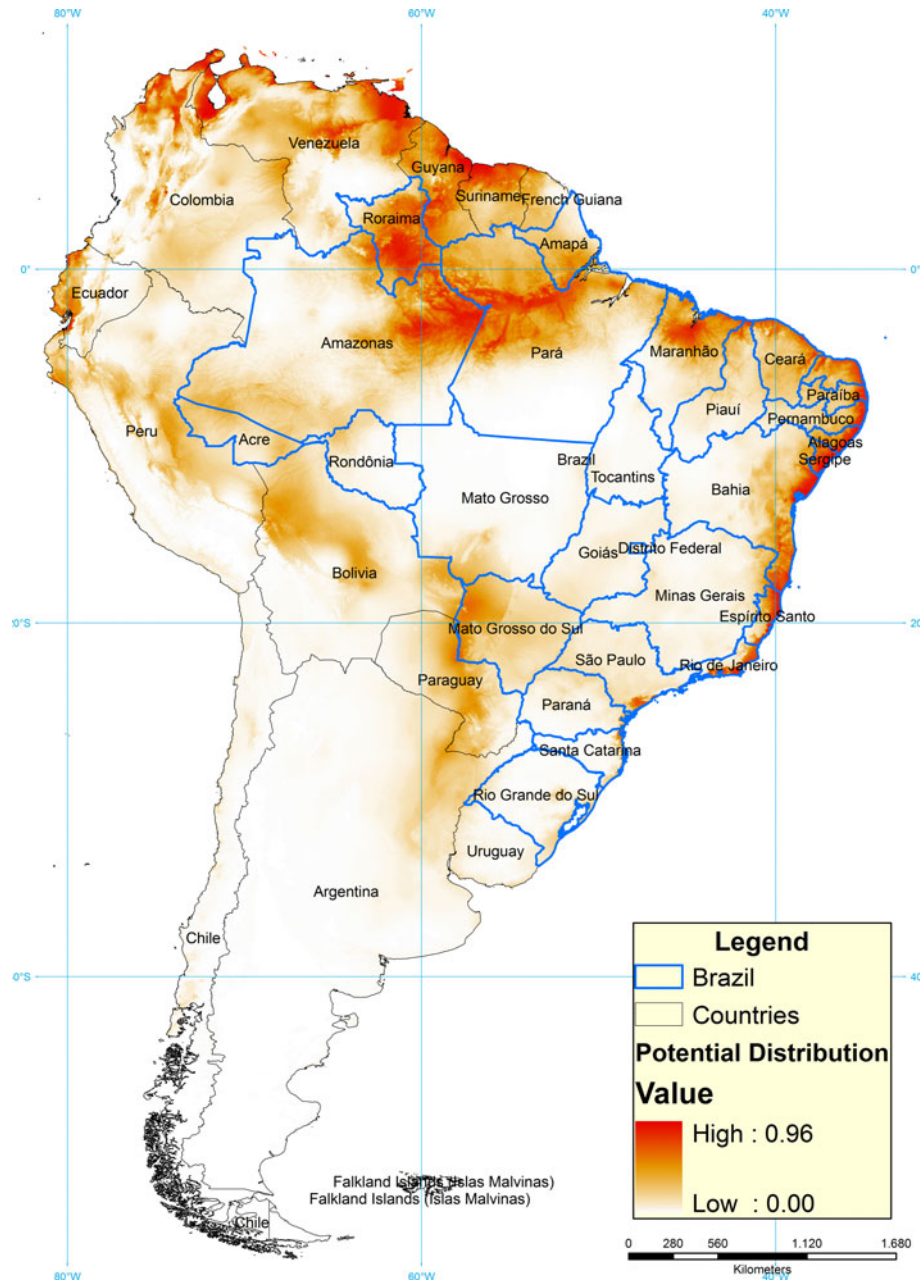 80°W
60°W
40°W
Venezuela
Guyana
Colombia
Suriname
French Guiana
Roraima
Amapá
0°
0°
Ecuador
Amazonas
Pará
Maranhão
Ceará
Paraíba
Piauí
Pernambuco
Peru
Acre
Alagoas
Sergipe
Rondônia
Brazil
Tocantins
Bahia
Mato Grosso
Goiás
Distrito Federal
Bolivia
Minas Gerais
Espírito Santo
0°S
20
Mato Grosso do Sul
São Paulo
Rio de Janeiro
Paraguay
Paraná
Santa Catarina
Rio Grande do Sul
Uruguay
Argentina
Chile
0°S
40
Legend
Brazil
Countries
Potential Distribution
Value
High : 0.96
Low : 0.00
Falkland Islands (Islas Malvinas)
Falkland Islands (Islas Malvinas)
Chile
0 280 560 1.120 1.680
Kilometers
80°W
60°W
40°W